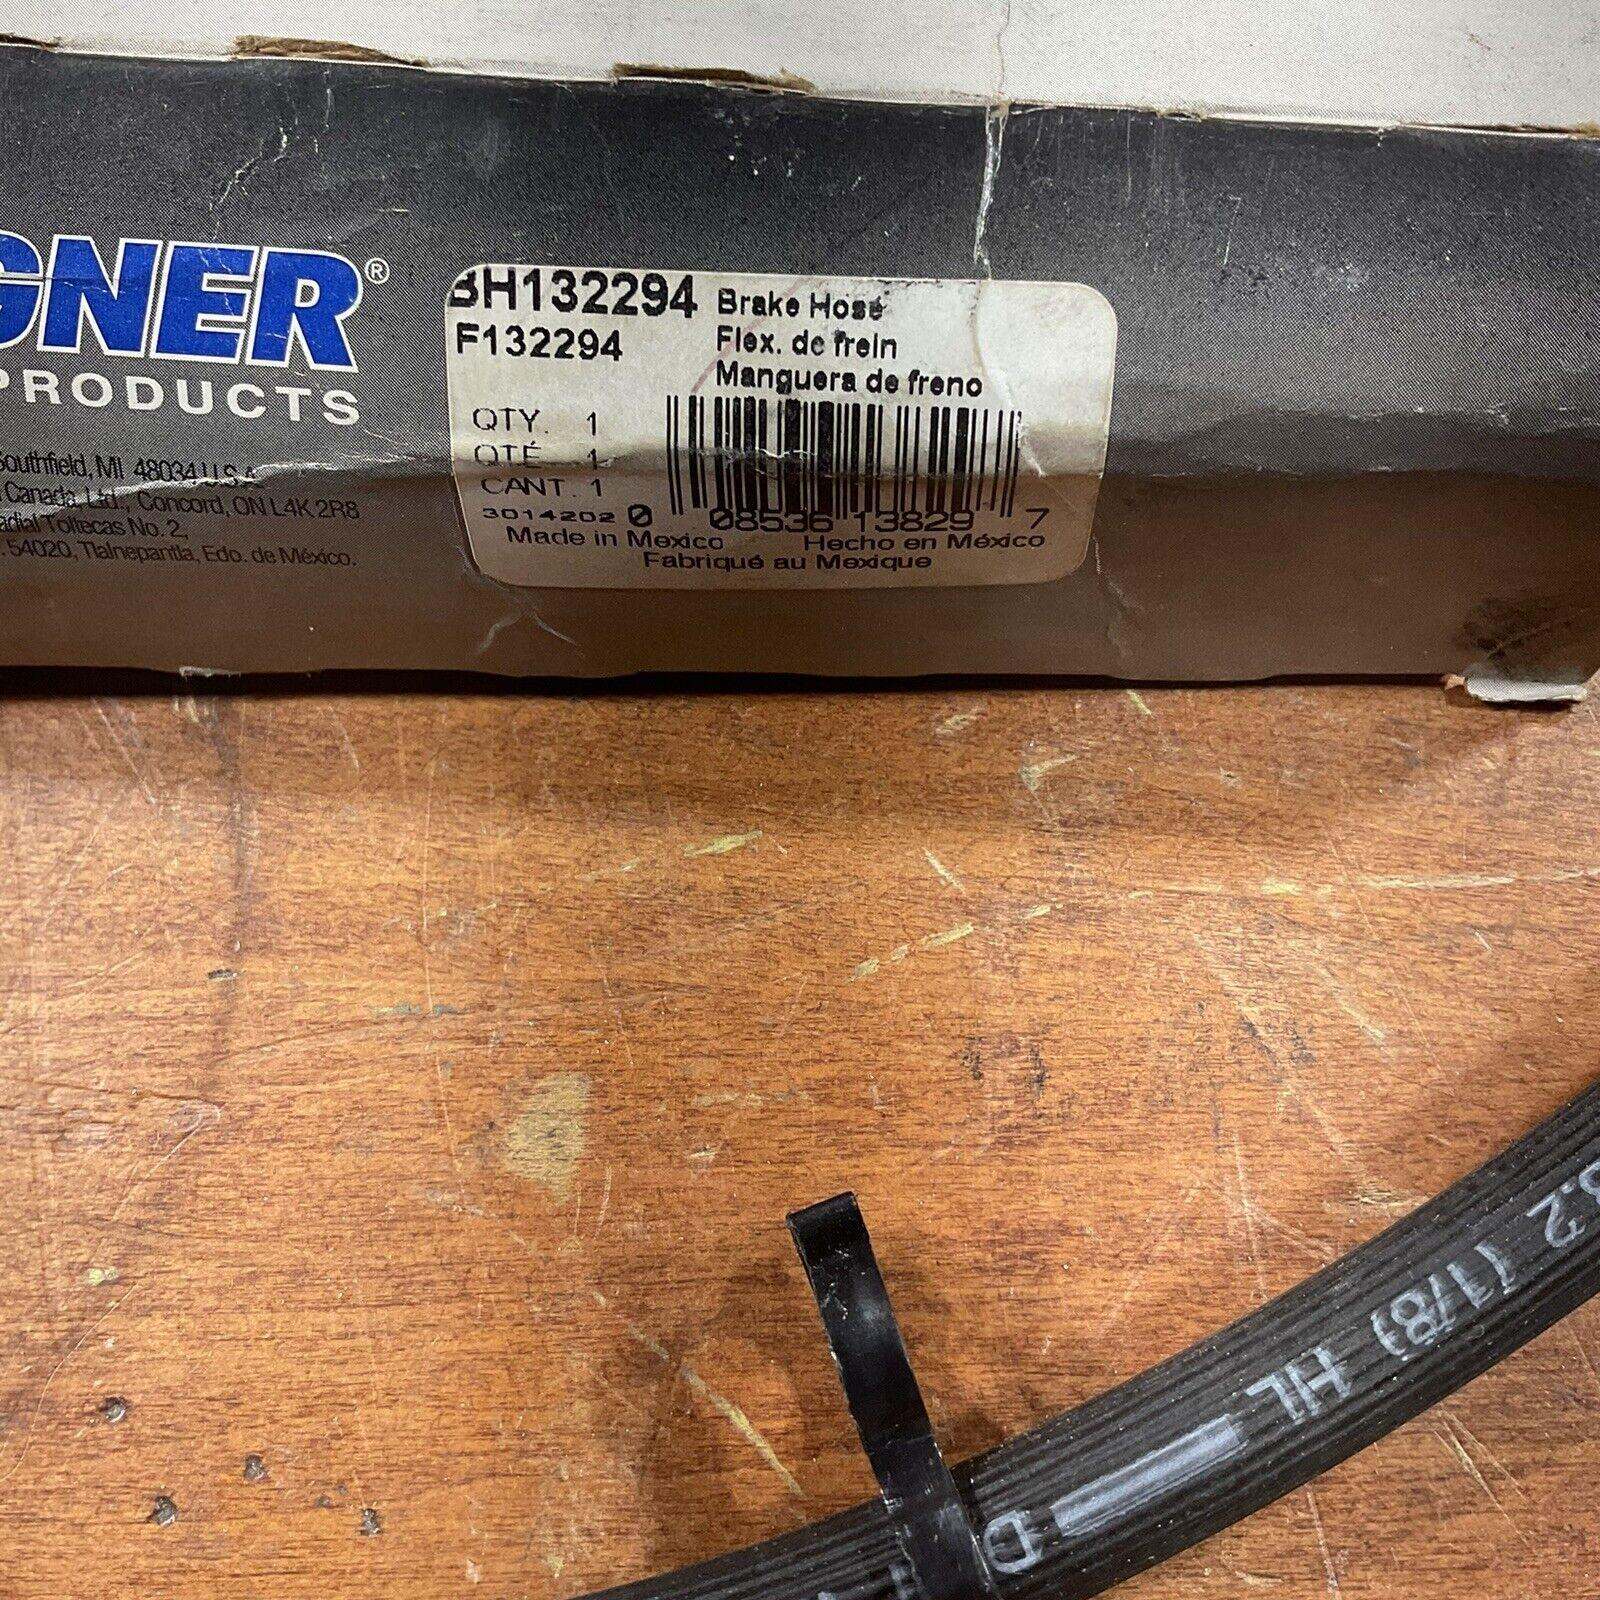 GNER®
PRODUCTS
Southfield, MI 48034 U.S.A.
Canada, Ltd., Concord, ON L4K 2R8
Toltecas No. 2,
54020, Tlalnepantla, Edo. de México.
BH132294 Brake Hose
F132294 Flex. de frein
Manguera de freno
QTY. 1
QTÉ. 1
CANT. 1
3014202 0 08536 13829 7
Made in Mexico Hecho en México
Fabriqué au Mexique
3.2 (1/8) HL
D